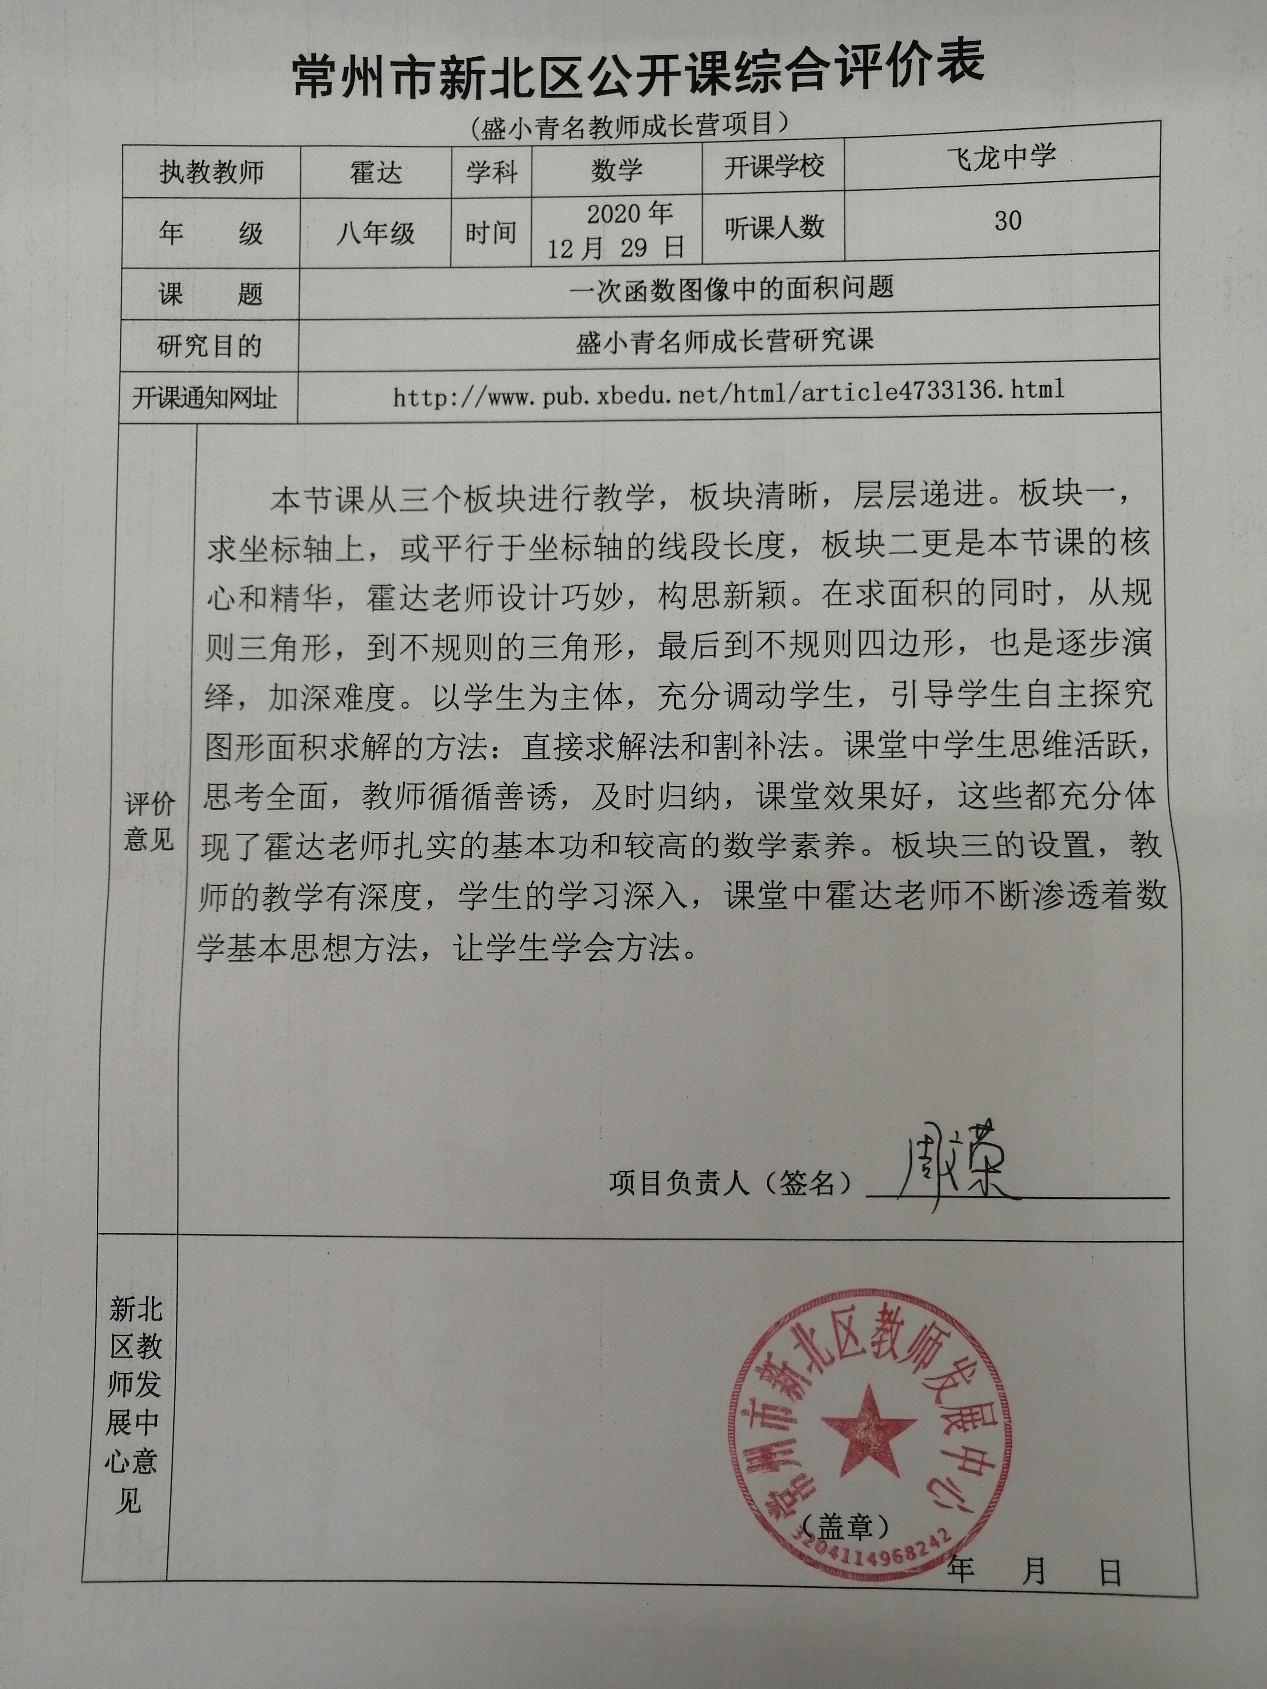 常州市新北区公开课综合评价表
（盛小青名教师成长营项目）
执教教师 霍达 学科 数学 开课学校 飞龙中学
年 级 八年级 时间 2020 年 12 月 29 日 听课人数 30
课 题 一次函数图像中的面积问题
研究目的 盛小青名师成长营研究课
开课通知网址 http://www.pub.xbedu.net/html/article4733136.html
评价意见
本节课从三个板块进行教学，板块清晰，层层递进。板块一，
求坐标轴上，或平行于坐标轴的线段长度，板块二更是本节课的核
心和精华，霍达老师设计巧妙，构思新颖。在求面积的同时，从规
则三角形，到不规则的三角形，最后到不规则四边形，也是逐步演
绎，加深难度。以学生为主体，充分调动学生，引导学生自主探究
图形面积求解的方法：直接求解法和割补法。课堂中学生思维活跃，
思考全面，教师循循善诱，及时归纳，课堂效果好，这些都充分体
现了霍达老师扎实的基本功和较高的数学素养。板块三的设置，教
师的教学有深度，学生的学习深入，课堂中霍达老师不断渗透着数
学基本思想方法，让学生学会方法。
项目负责人（签名） 周文荣
新北
区教
师发
展中
心意
见
常州市新北区教师发展中心
（盖章）
3204114968242
年 月 日